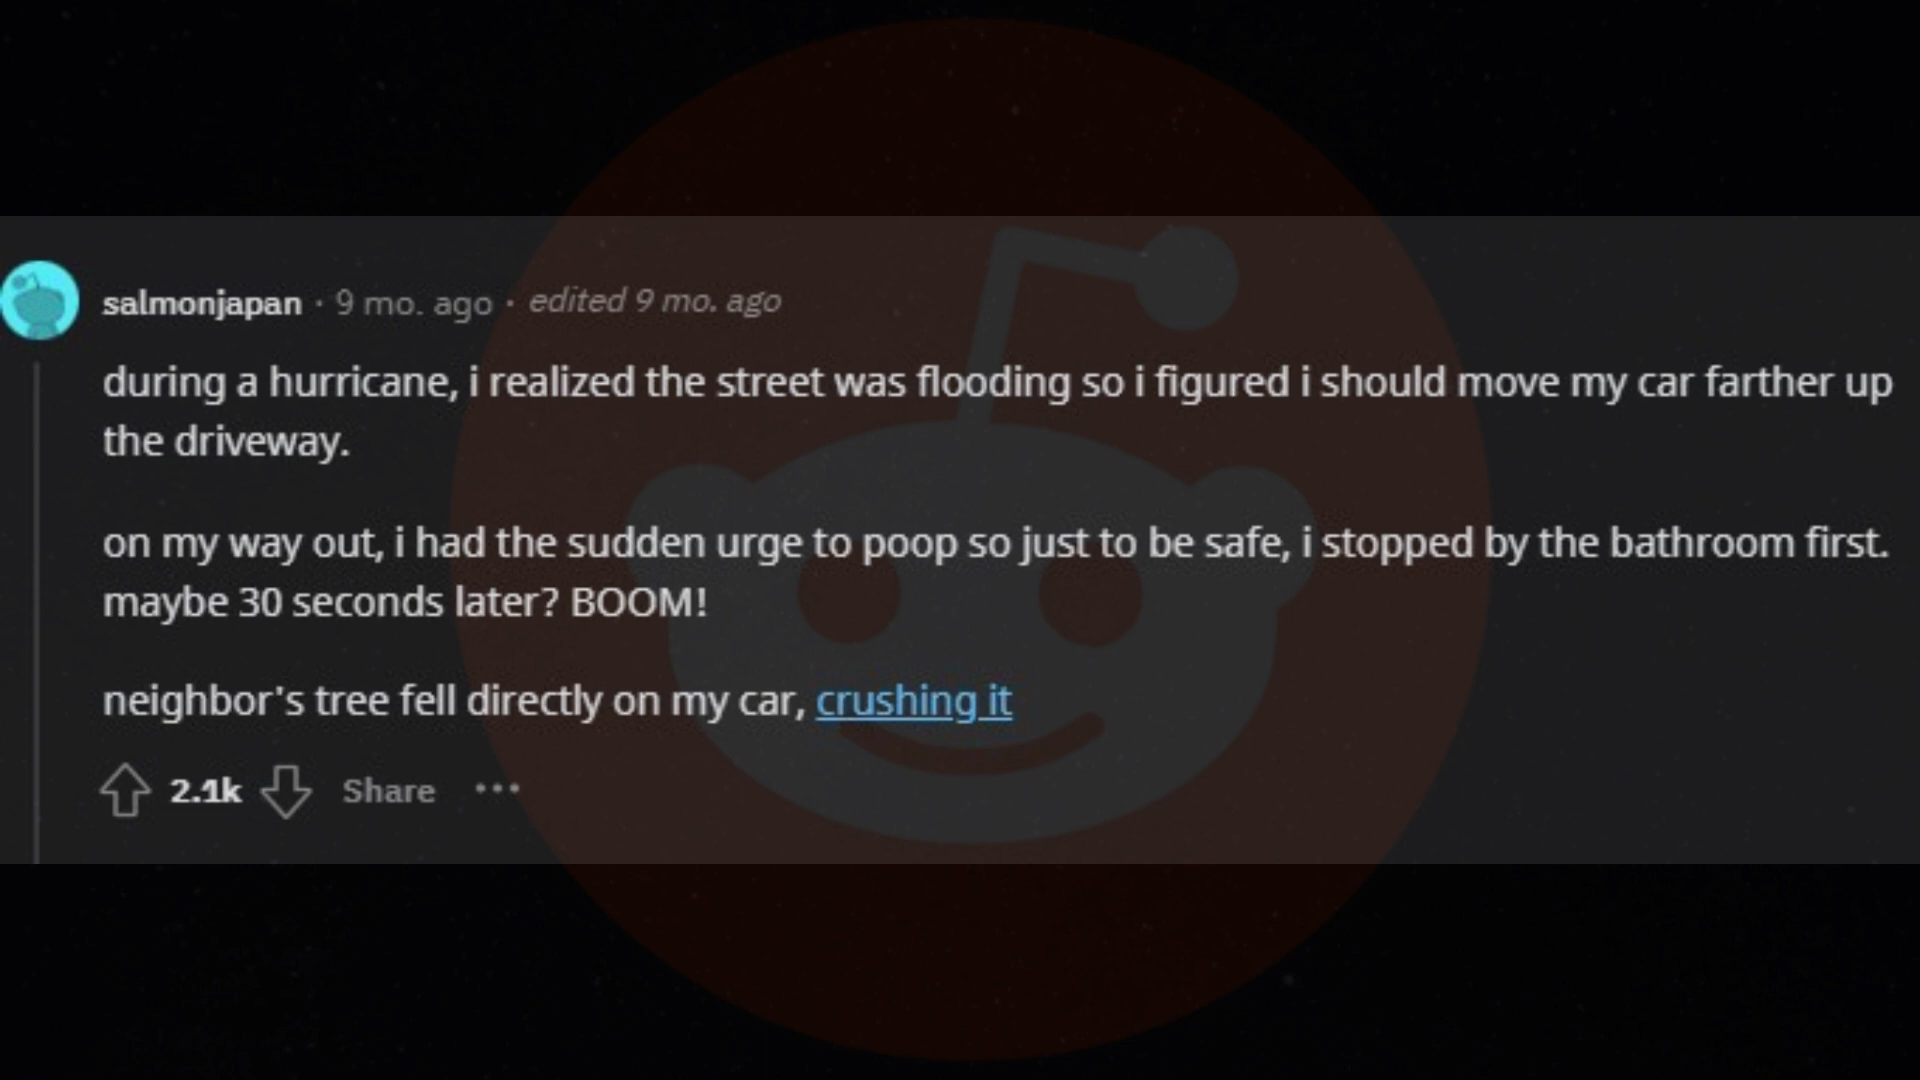 salmonjapan · 9 mo. ago · edited 9 mo. ago
during a hurricane, i realized the street was flooding so i figured i should move my car farther up
the driveway.
on my way out, i had the sudden urge to poop so just to be safe, i stopped by the bathroom first.
maybe 30 seconds later? BOOM!
neighbor's tree fell directly on my car, crushing it
2.1k Share ···